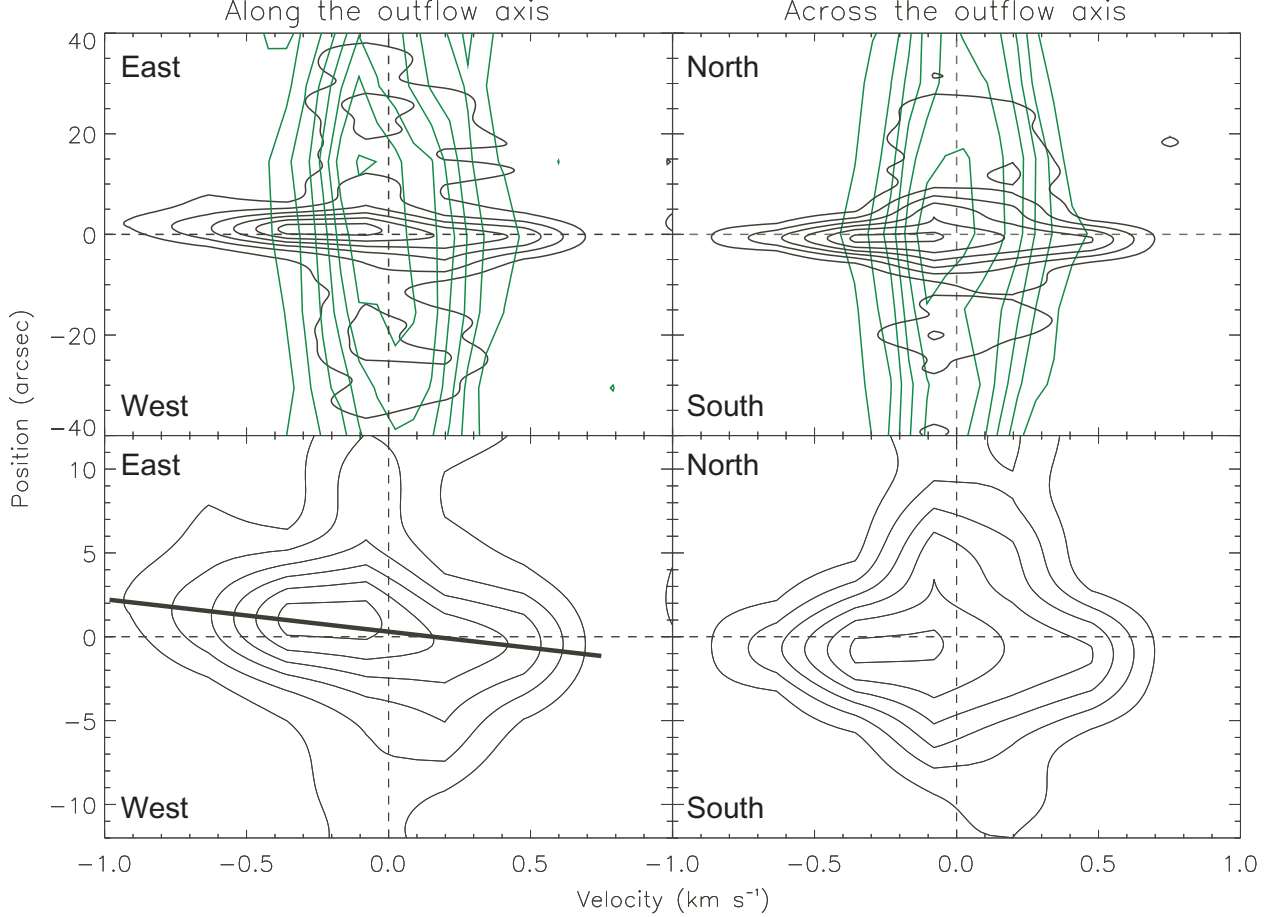 Along the outflow axis
Across the outflow axis
East
North
40
20
0
−20
−40
West
South
East
North
10
5
0
−5
−10
West
South
Position (arcsec)
−1.0
−0.5
0.0
0.5
−1.0
−0.5
0.0
0.5
1.0
Velocity (km s⁻¹)